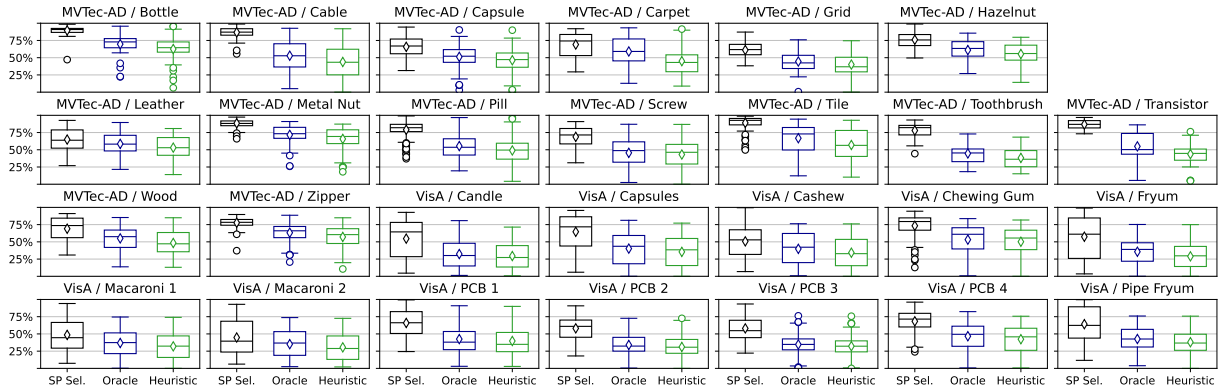 MVTec-AD / Bottle MVTec-AD / Cable MVTec-AD / Capsule MVTec-AD / Carpet MVTec-AD / Grid MVTec-AD / Hazelnut
75%
50%
25%
MVTec-AD / Leather MVTec-AD / Metal Nut MVTec-AD / Pill MVTec-AD / Screw MVTec-AD / Tile MVTec-AD / Toothbrush MVTec-AD / Transistor
75%
50%
25%
MVTec-AD / Wood MVTec-AD / Zipper VisA / Candle VisA / Capsules VisA / Cashew VisA / Chewing Gum VisA / Fryum
75%
50%
25%
VisA / Macaroni 1 VisA / Macaroni 2 VisA / PCB 1 VisA / PCB 2 VisA / PCB 3 VisA / PCB 4 VisA / Pipe Fryum
75%
50%
25%
SP Sel. Oracle Heuristic SP Sel. Oracle Heuristic SP Sel. Oracle Heuristic SP Sel. Oracle Heuristic SP Sel. Oracle Heuristic SP Sel. Oracle Heuristic SP Sel. Oracle Heuristic